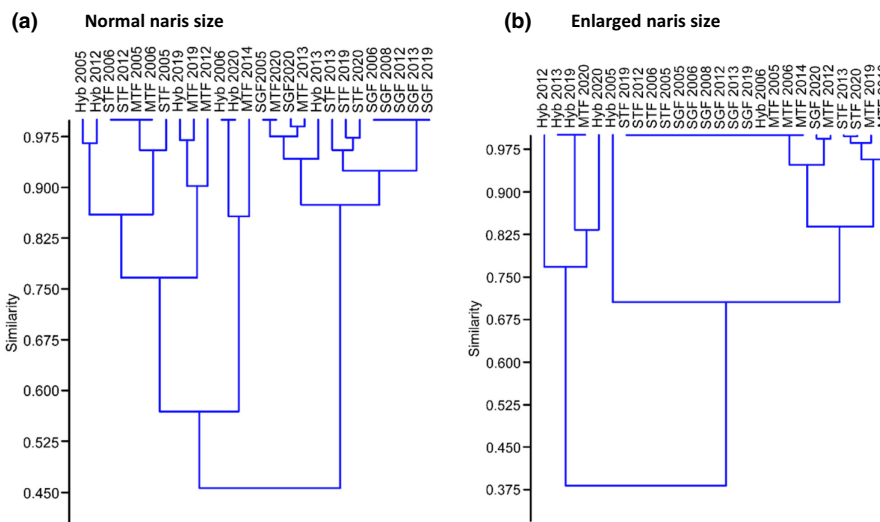 (a) Normal naris size
Hyb 2005
Hyb 2012
STF 2006
STF 2012
MTF 2005
MTF 2006
STF 2005
Hyb 2019
MTF 2019
MTF 2012
Hyb 2006
Hyb2020
MTF 2014
SGF2005
MTF2020
SGF2020
MTF 2013
Hyb 2013
STF 2013
STF 2019
STF 2020
SGF 2006
SGF 2008
SGF 2012
SGF 2013
SGF 2019
0.975
0.900
0.825
0.750
0.675
0.600
0.525
0.450
Similarity
(b) Enlarged naris size
Hyb 2012
Hyb 2013
Hyb 2019
MTF 2020
Hyb 2020
Hyb 2005
STF 2019
STF 2012
STF 2006
STF 2005
SGF 2005
SGF 2006
SGF 2008
SGF 2012
SGF 2013
SGF 2019
Hyb 2006
MTF 2005
MTF 2006
MTF 2014
SGF 2020
MTF 2012
STF 2013
STF 2020
MTF 2019
0.975
0.900
0.825
0.750
0.675
0.600
0.525
0.450
0.375
Similarity